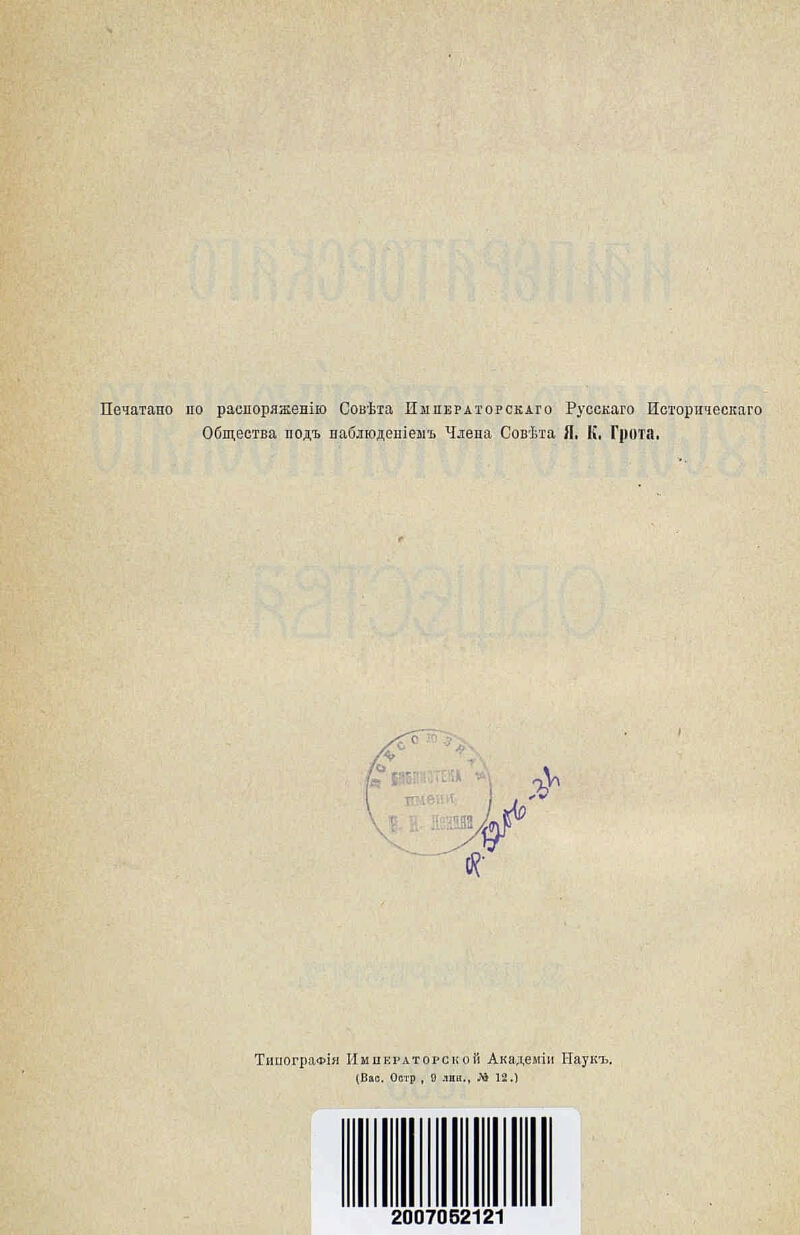 Печатано по распоряженію Совѣта Императорскаго Русскаго Историческаго
Общества подъ наблюденіемъ Члена Совѣта Я. К. Грота.
имени
Типографія Императорской Академіи Наукъ.
(Вас. Остр , 9 лин., № 12.)
2007052121